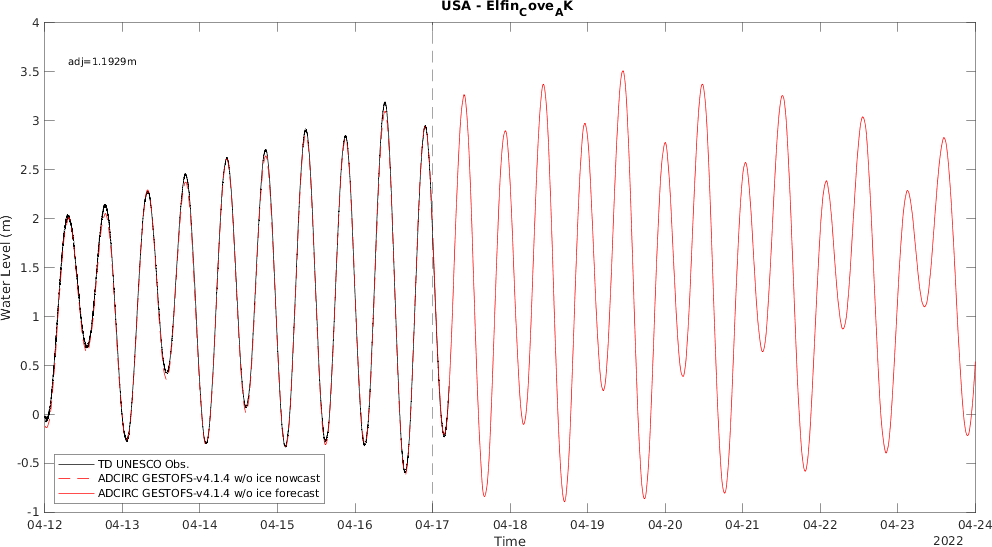 USA - Elfin_Cove_AK
adj=1.1929m
4
3.5
3
2.5
2
1.5
1
0.5
0
-0.5
-1
Water Level (m)
TD UNESCO Obs.
ADCIRC GESTOFS-v4.1.4 w/o ice nowcast
ADCIRC GESTOFS-v4.1.4 w/o ice forecast
04-12 04-13 04-14 04-15 04-16 04-17 04-18 04-19 04-20 04-21 04-22 04-23 04-24
Time
2022